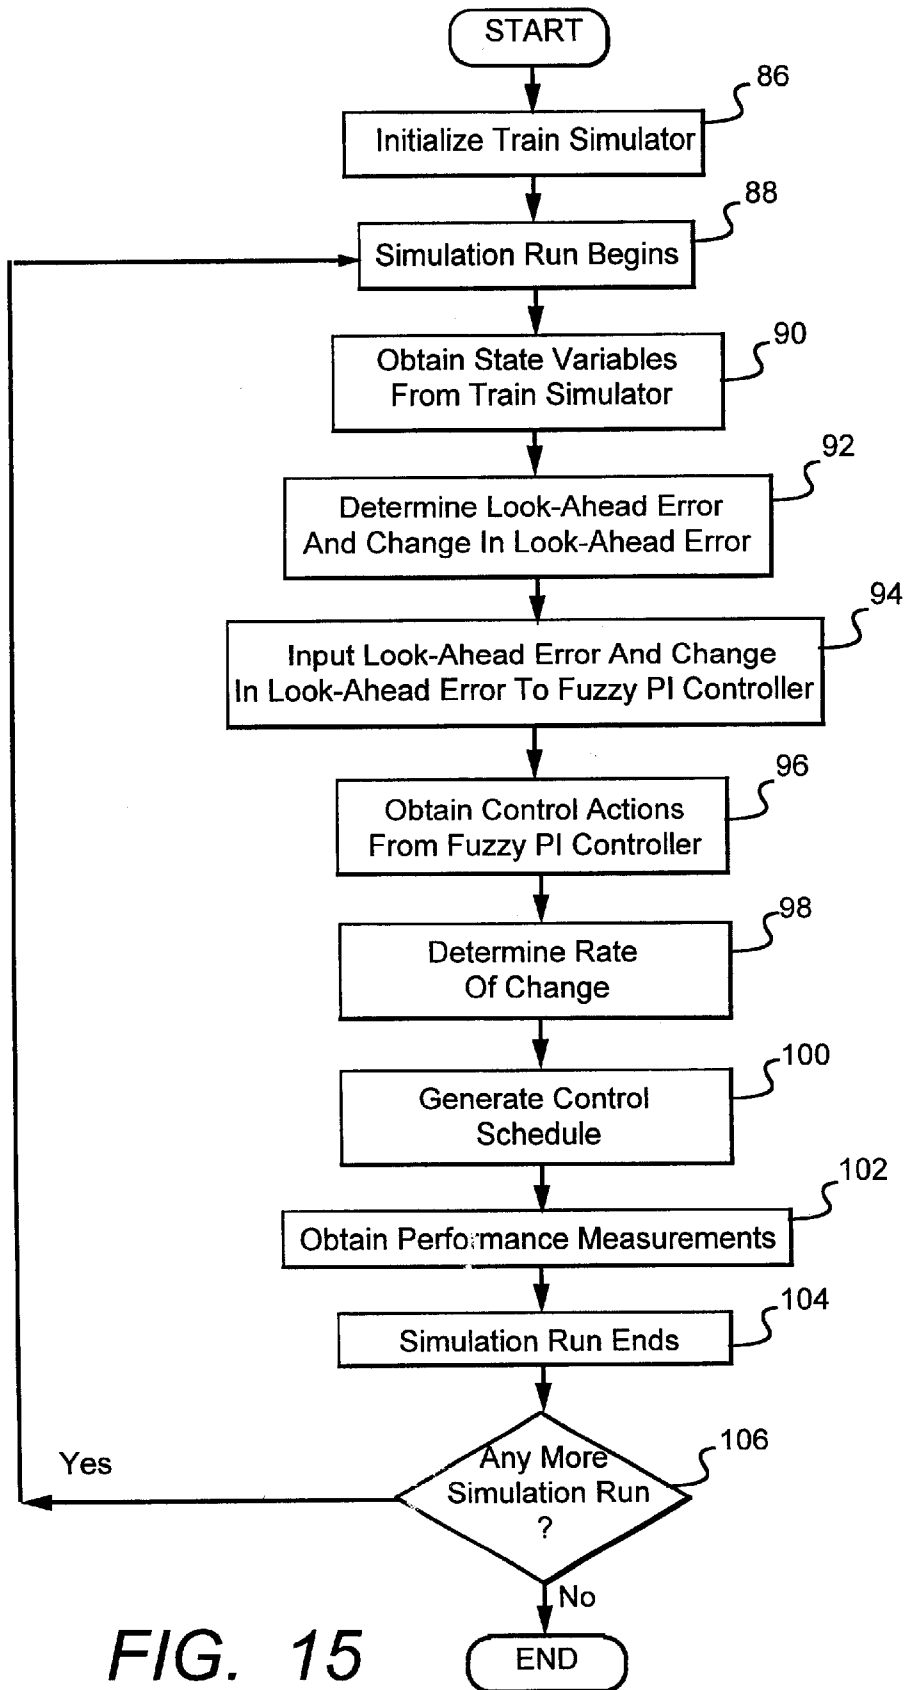 START
86
Initialize Train Simulator
88
Simulation Run Begins
90
Obtain State Variables
From Train Simulator
92
Determine Look-Ahead Error
And Change In Look-Ahead Error
94
Input Look-Ahead Error And Change
In Look-Ahead Error To Fuzzy PI Controller
96
Obtain Control Actions
From Fuzzy PI Controller
98
Determine Rate
Of Change
100
Generate Control
Schedule
102
Obtain Performance Measurements
104
Simulation Run Ends
106
Any More
Simulation Run
?
Yes
No
END
FIG. 15